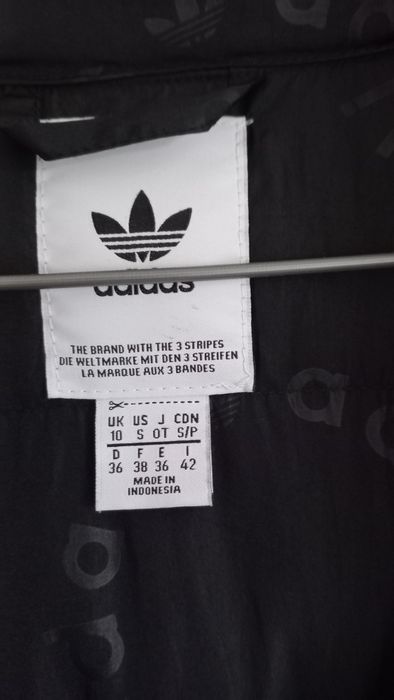 adidas
THE BRAND WITH THE 3 STRIPES
DIE WELTMARKE MIT DEN 3 STREIFEN
LA MARQUE AUX 3 BANDES
UK US J CDN
10 S OT S/P
D F E I
36 38 36 42
MADE IN
INDONESIA